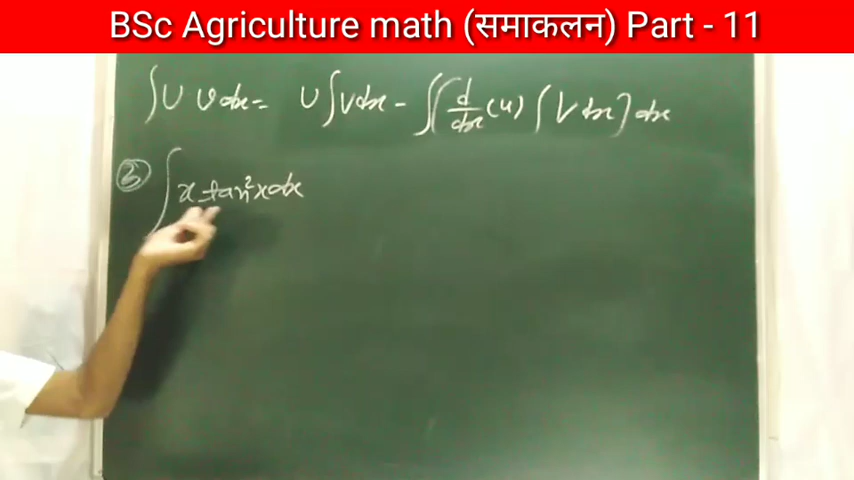 BSc Agriculture math (समाकलन) Part - 11
∫U v dx = U∫V dx - ∫[d/dx (u) ∫V dx] dx
③ ∫x tan²x dx